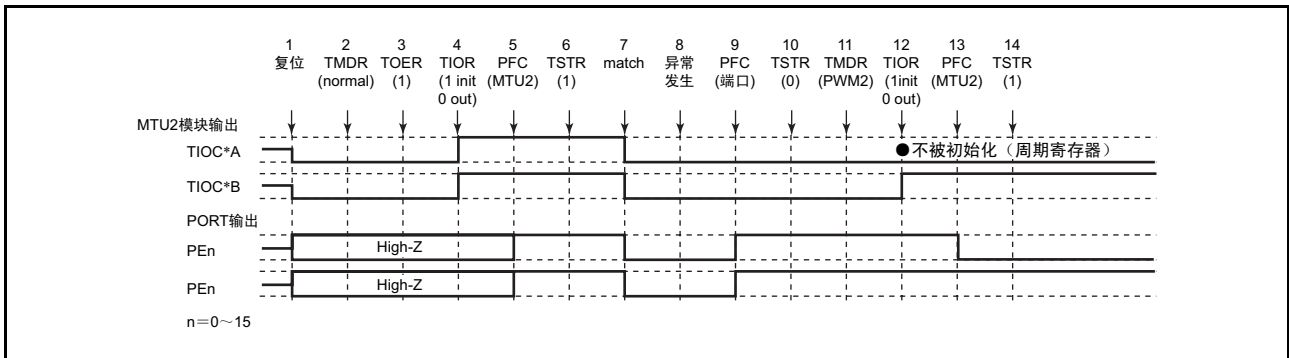 1 2 3 4 5 6 7 8 9 10 11 12 13 14
复位 TMDR TOER TIOR PFC TSTR match 异常 PFC TSTR TMDR TIOR PFC TSTR
(normal) (1) (1 init (MTU2) (1) 发生 (端口) (0) (PWM2) (1init (MTU2) (1)
0 out) 0 out)
MTU2模块输出
TIOC*A ●不被初始化（周期寄存器）
TIOC*B
PORT输出
PEn High-Z
PEn High-Z
n＝0～15